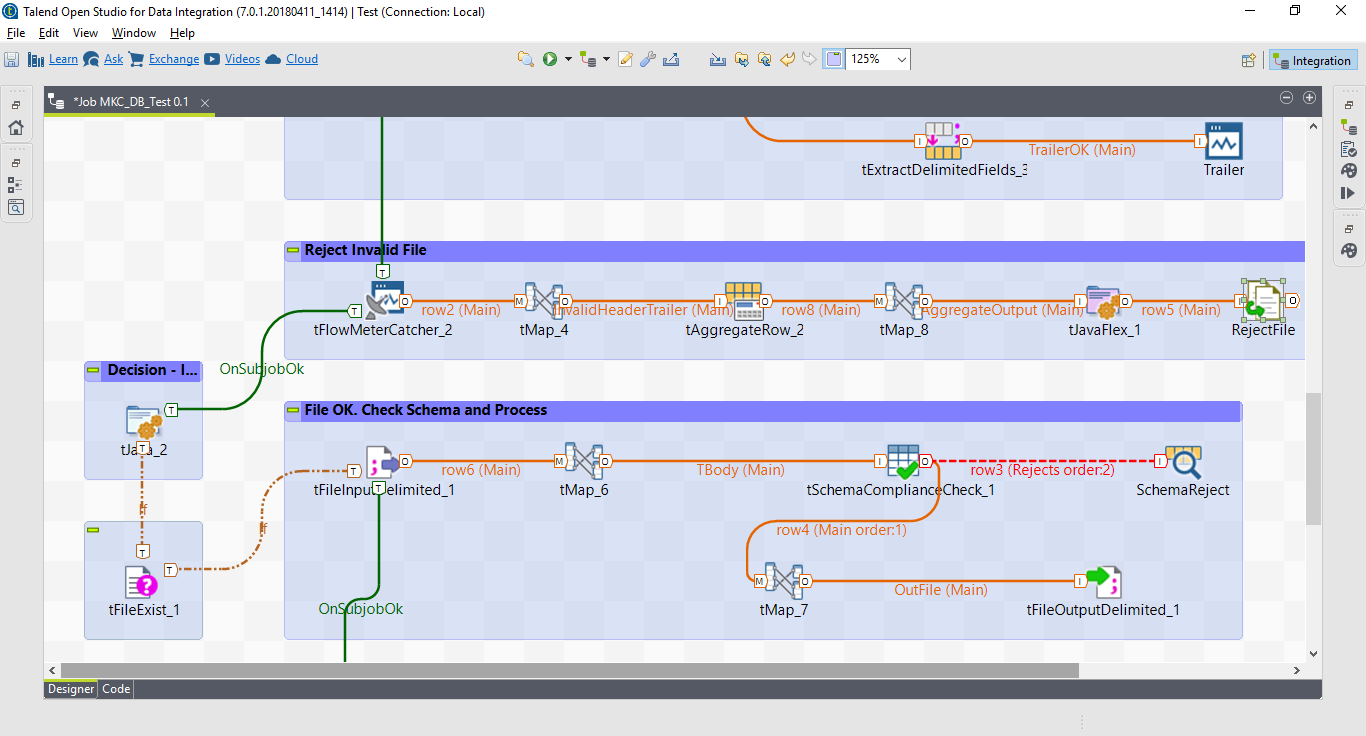 Talend Open Studio for Data Integration (7.0.1.20180411_1414) | Test (Connection: Local)
File Edit View Window Help
Learn Ask Exchange Videos Cloud 125% Integration
*Job MKC_DB_Test 0.1
I O TrailerOK (Main) I
tExtractDelimitedFields_3 Trailer
Reject Invalid File
T
T O row2 (Main) M O InvalidHeaderTrailer (Main) I O row8 (Main) M O AggregateOutput (Main) I O row5 (Main) I O
tFlowMeterCatcher_2 tMap_4 tAggregateRow_2 tMap_8 tJavaFlex_1 RejectFile
OnSubjobOk
Decision - I...
T
tJava_2
T
If
T
T
tFileExist_1
If
File OK. Check Schema and Process
T O row6 (Main) M O TBody (Main) I O row3 (Rejects order:2) I
tFileInputDelimited_1 tMap_6 tSchemaComplianceCheck_1 SchemaReject
T
row4 (Main order:1)
M O OutFile (Main) I
OnSubjobOk tMap_7 tFileOutputDelimited_1
Designer Code